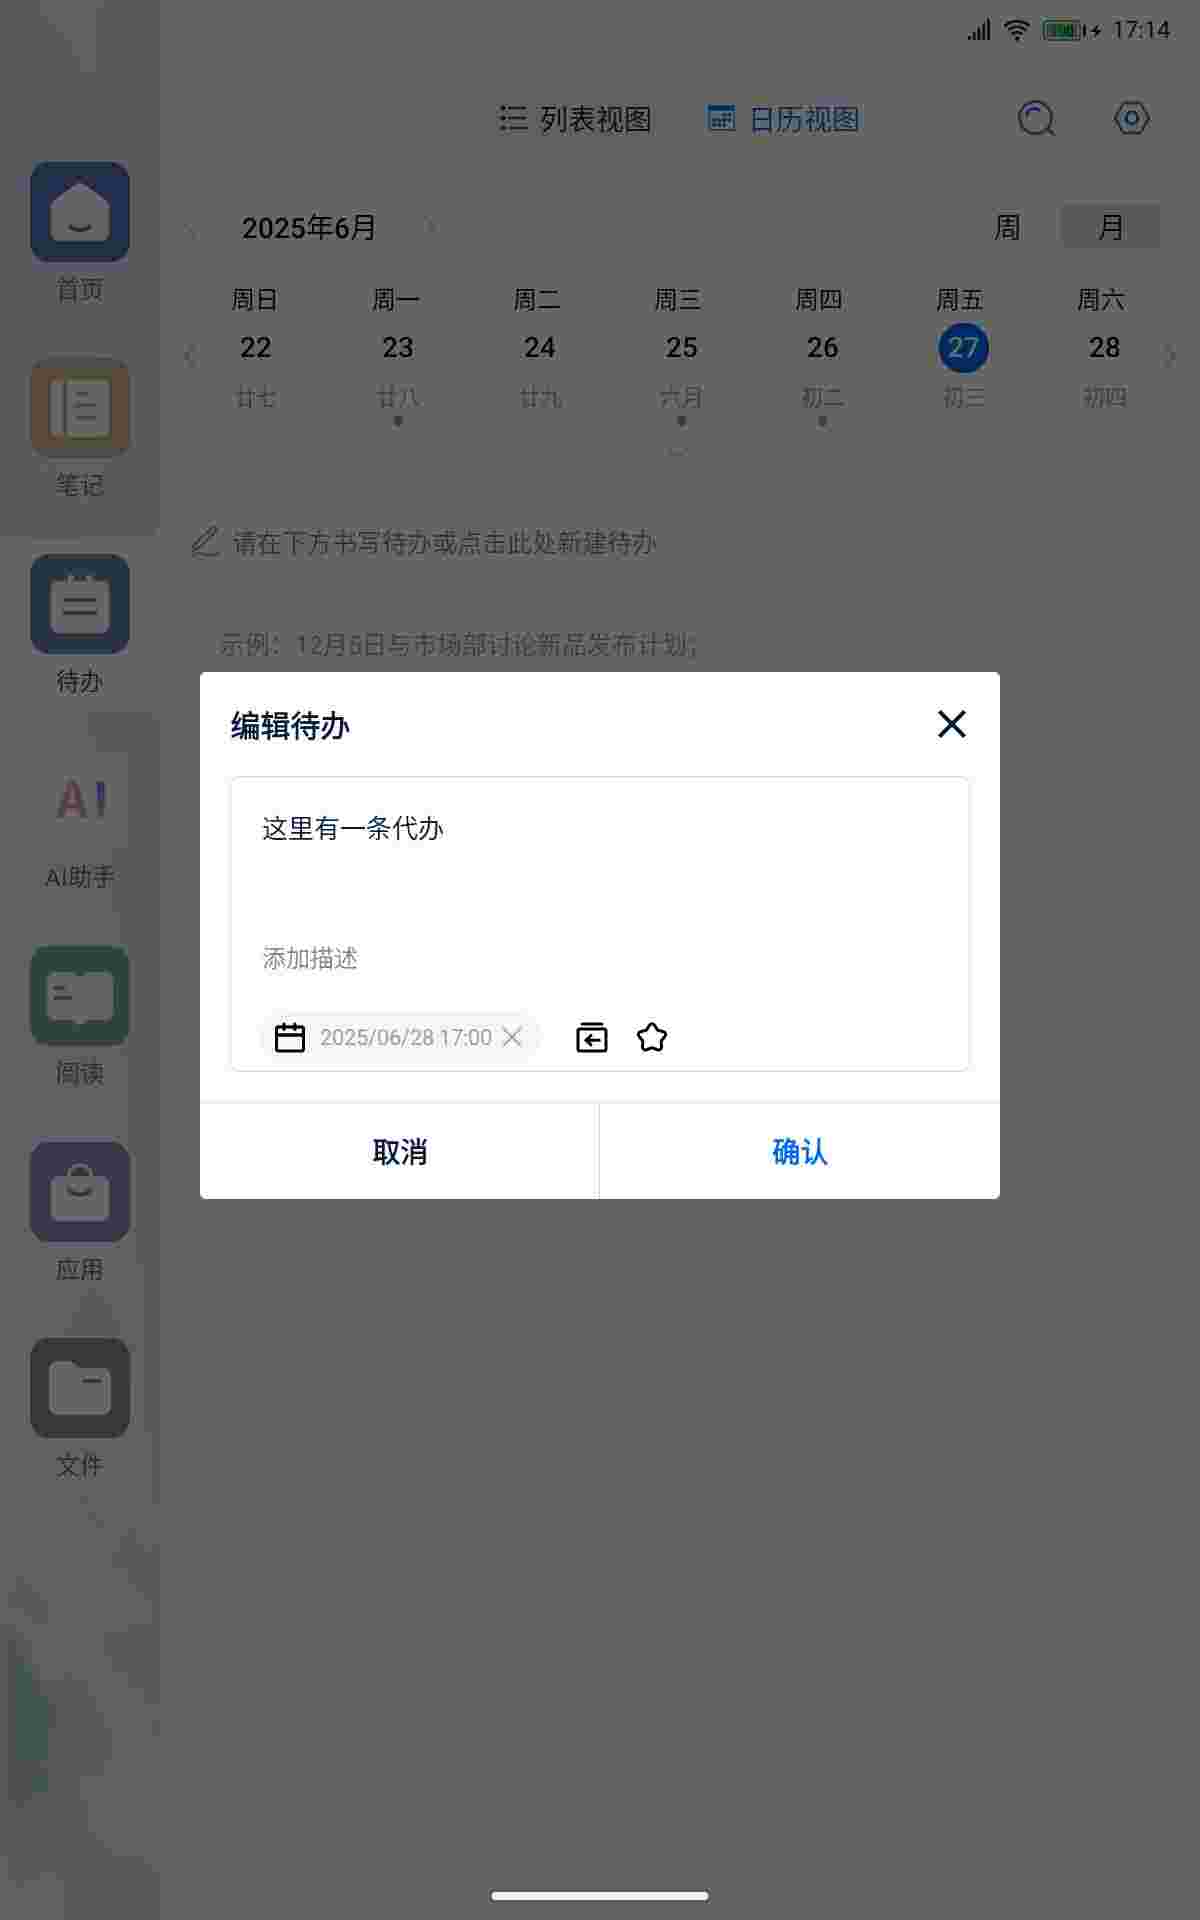 17:14
列表视图 日历视图
2025年6月 周 月
周日 周一 周二 周三 周四 周五 周六
22 23 24 25 26 27 28
廿七 廿八 廿九 六月 初二 初三 初四
请在下方书写待办或点击此处新建待办
示例：12月6日与市场部讨论新品发布计划；
首页
笔记
待办
AI
AI助手
阅读
应用
文件
编辑待办
这里有一条代办
添加描述
2025/06/28 17:00
取消 确认